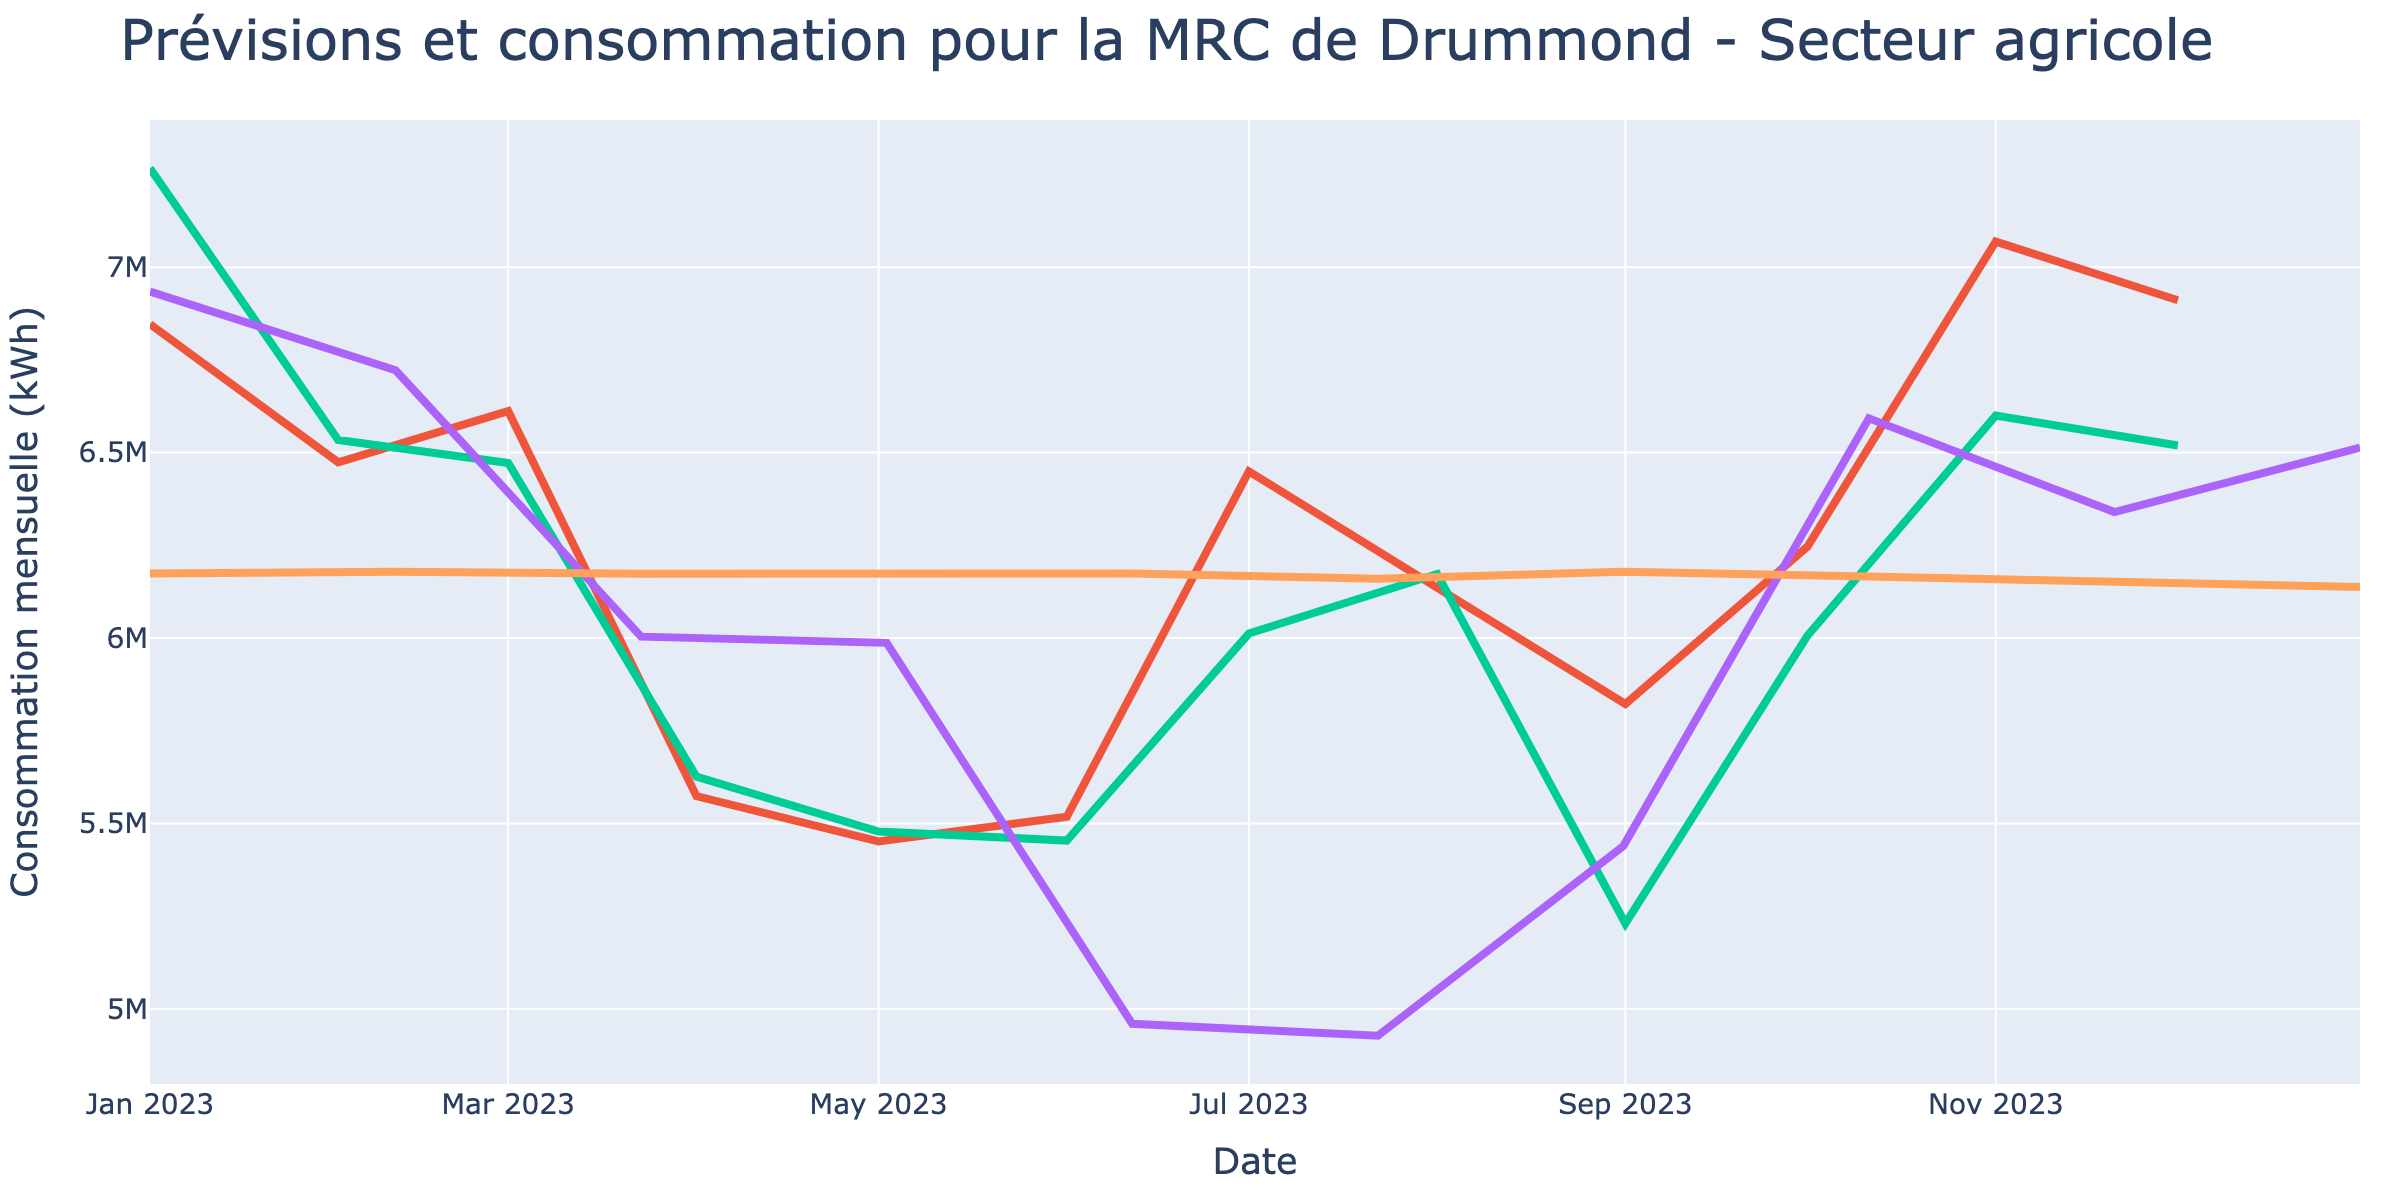 Prévisions et consommation pour la MRC de Drummond - Secteur agricole
Consommation mensuelle (kWh)
7M
6.5M
6M
5.5M
5M
Jan 2023
Mar 2023
May 2023
Jul 2023
Sep 2023
Nov 2023
Date